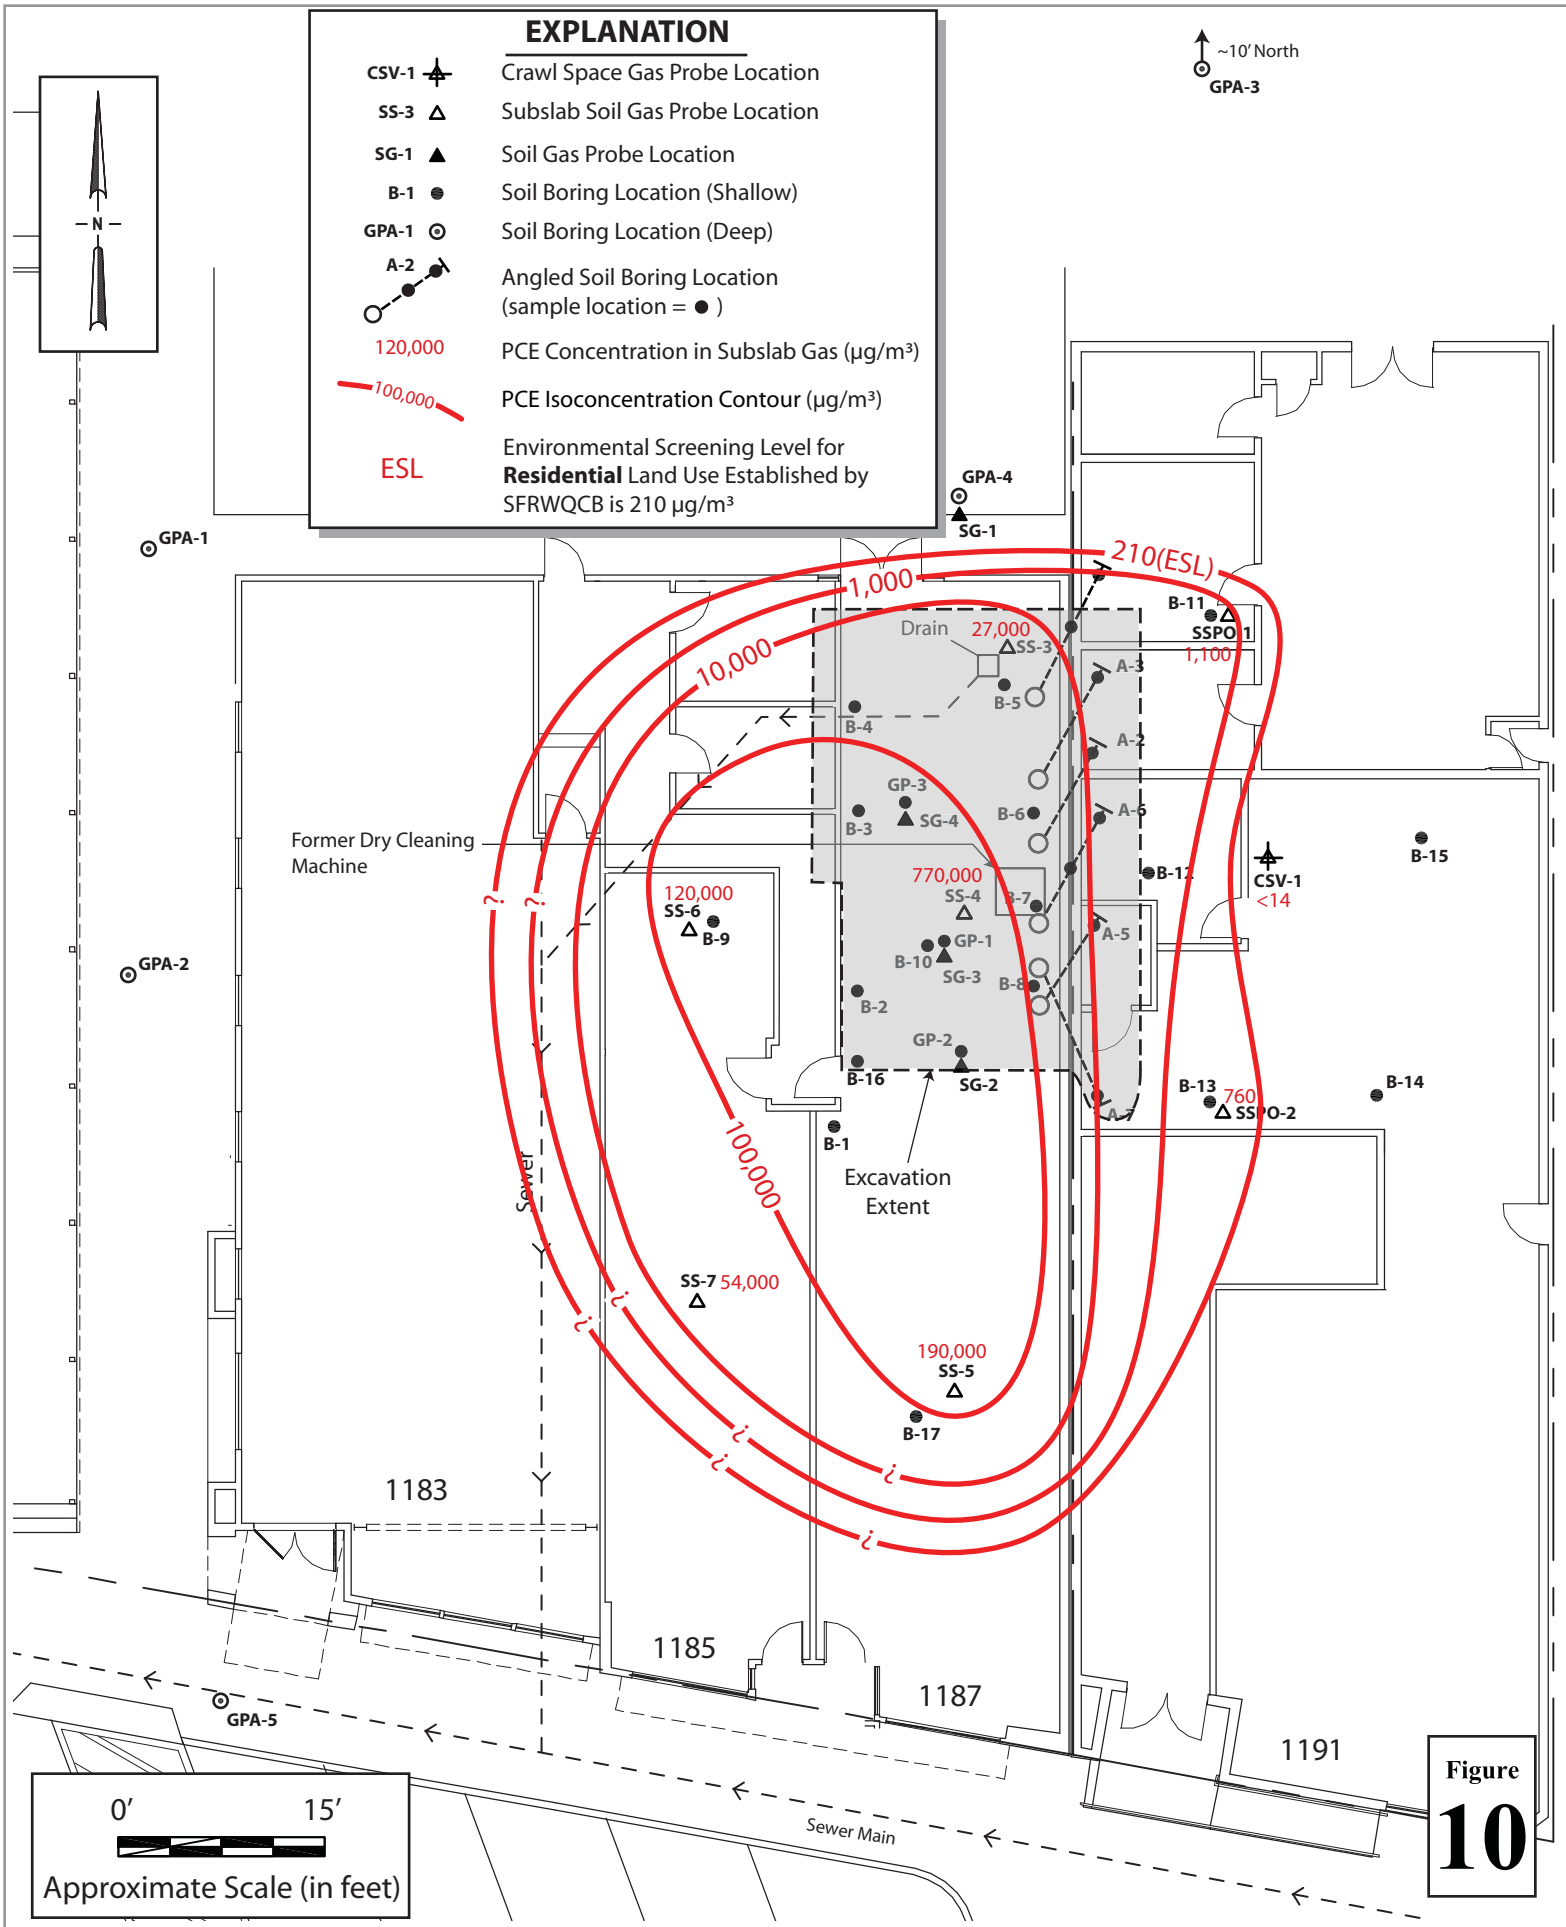 EXPLANATION
CSV-1 Crawl Space Gas Probe Location
SS-3 Subslab Soil Gas Probe Location
SG-1 Soil Gas Probe Location
B-1 Soil Boring Location (Shallow)
GPA-1 Soil Boring Location (Deep)
A-2 Angled Soil Boring Location
(sample location = )
120,000 PCE Concentration in Subslab Gas (µg/m³)
100,000 PCE Isoconcentration Contour (µg/m³)
ESL Environmental Screening Level for
Residential Land Use Established by
SFRWQCB is 210 µg/m³
N
~10' North
GPA-3
GPA-4
SG-1
GPA-1
210(ESL)
1,000
10,000
B-11
SSPO-1
1,100
Drain
27,000
SS-3
A-3
B-5
B-4
A-2
GP-3
SG-4
B-3
B-6
A-6
Former Dry Cleaning
Machine
B-15
770,000
SS-4
B-7
B-12
CSV-1
<14
120,000
SS-6
B-9
?
?
A-5
GP-1
B-10
SG-3
GPA-2
B-8
B-2
GP-2
SG-2
B-16
B-14
B-13
760
SSPO-2
A-7
B-1
100,000
Excavation
Extent
Sewer
SS-7 54,000
?
?
190,000
SS-5
B-17
?
?
?
?
1183
1185
1187
1191
GPA-5
Sewer Main
0' 15'
Approximate Scale (in feet)
Figure
10